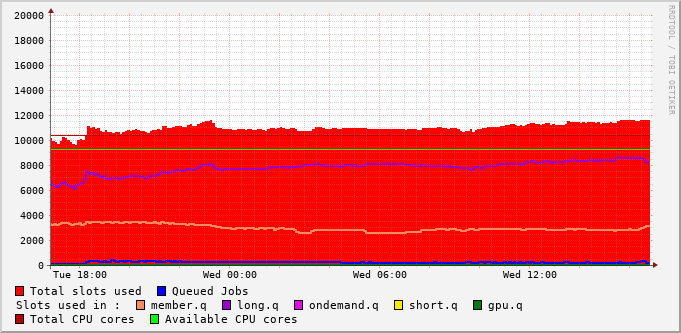 20000
18000
16000
14000
12000
10000
8000
6000
4000
2000
0
Tue 18:00 Wed 00:00 Wed 06:00 Wed 12:00
Total slots used Queued Jobs
Slots used in : member.q long.q ondemand.q short.q gpu.q
Total CPU cores Available CPU cores
RRDTOOL / TOBI OETIKER